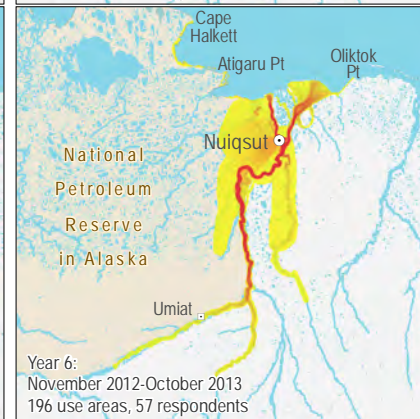 Cape
Halkett
Atigaru Pt
Oliktok
Pt
Nuiqsut
National
Petroleum
Reserve
in Alaska
Umiat
Year 6:
November 2012-October 2013
196 use areas, 57 respondents